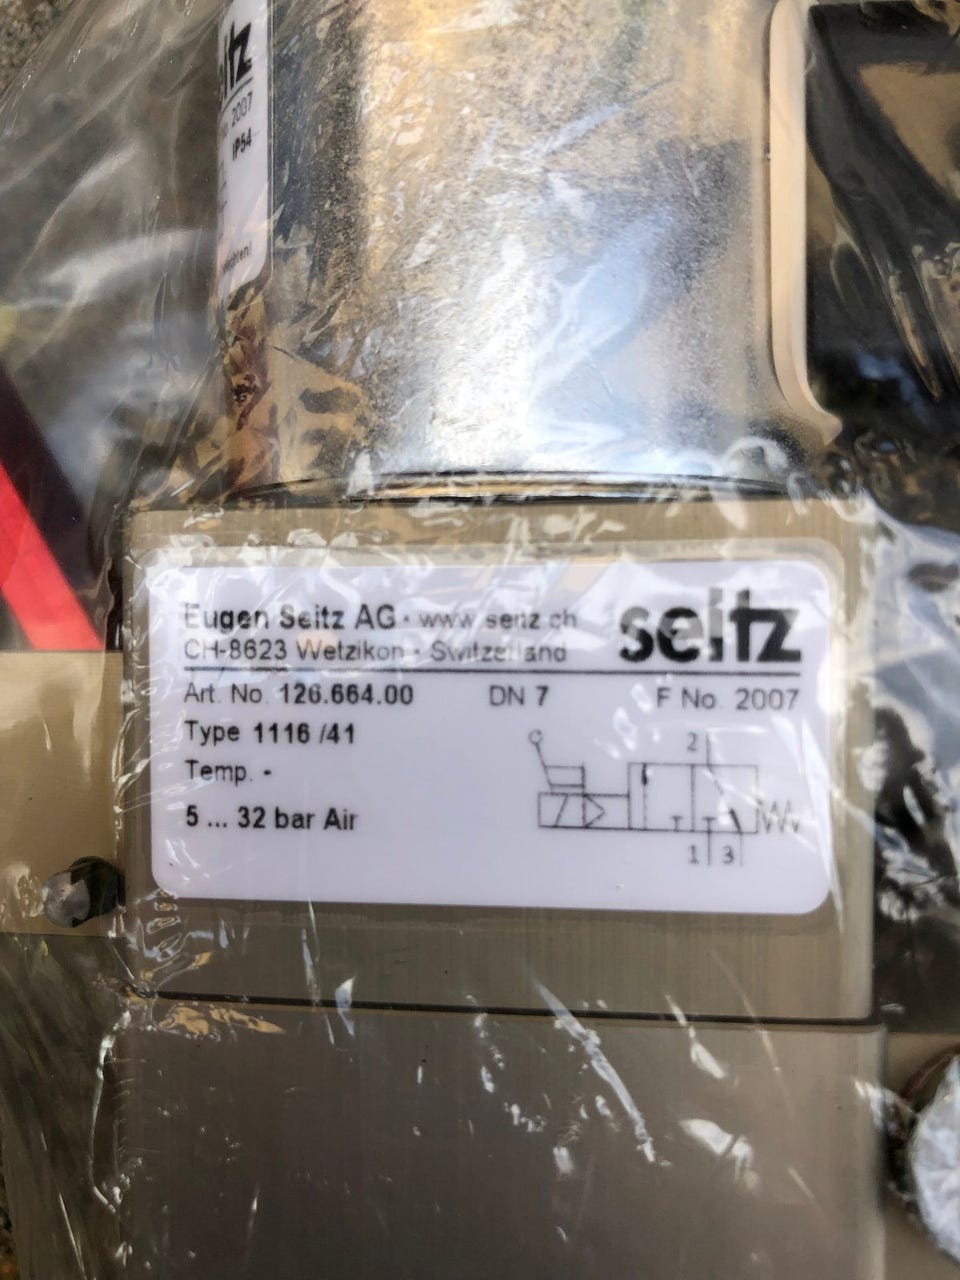 seitz
2007
IP54
Eugen Seitz AG · www.seitz.ch
CH-8623 Wetzikon · Switzerland
seitz
Art. No. 126.664.00 DN 7 F No. 2007
Type 1116 /41
Temp. -
5 ... 32 bar Air
2
1 3